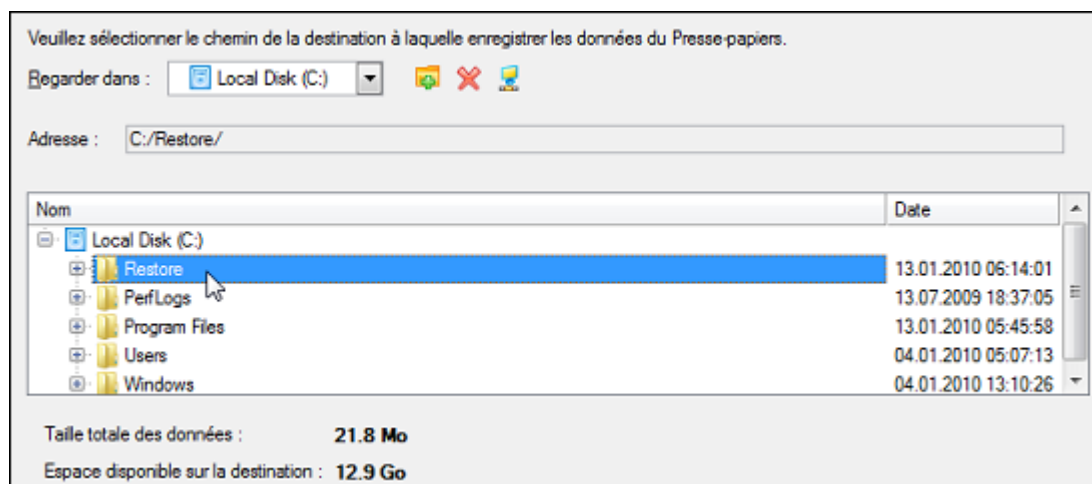 Veuillez sélectionner le chemin de la destination à laquelle enregistrer les données du Presse-papiers.
Regarder dans : Local Disk (C:)
Adresse : C:/Restore/
Nom Date
Local Disk (C:)
Restore 13.01.2010 06:14:01
PerfLogs 13.07.2009 18:37:05
Program Files 13.01.2010 05:45:58
Users 04.01.2010 05:07:13
Windows 04.01.2010 13:10:26
Taille totale des données : 21.8 Mo
Espace disponible sur la destination : 12.9 Go